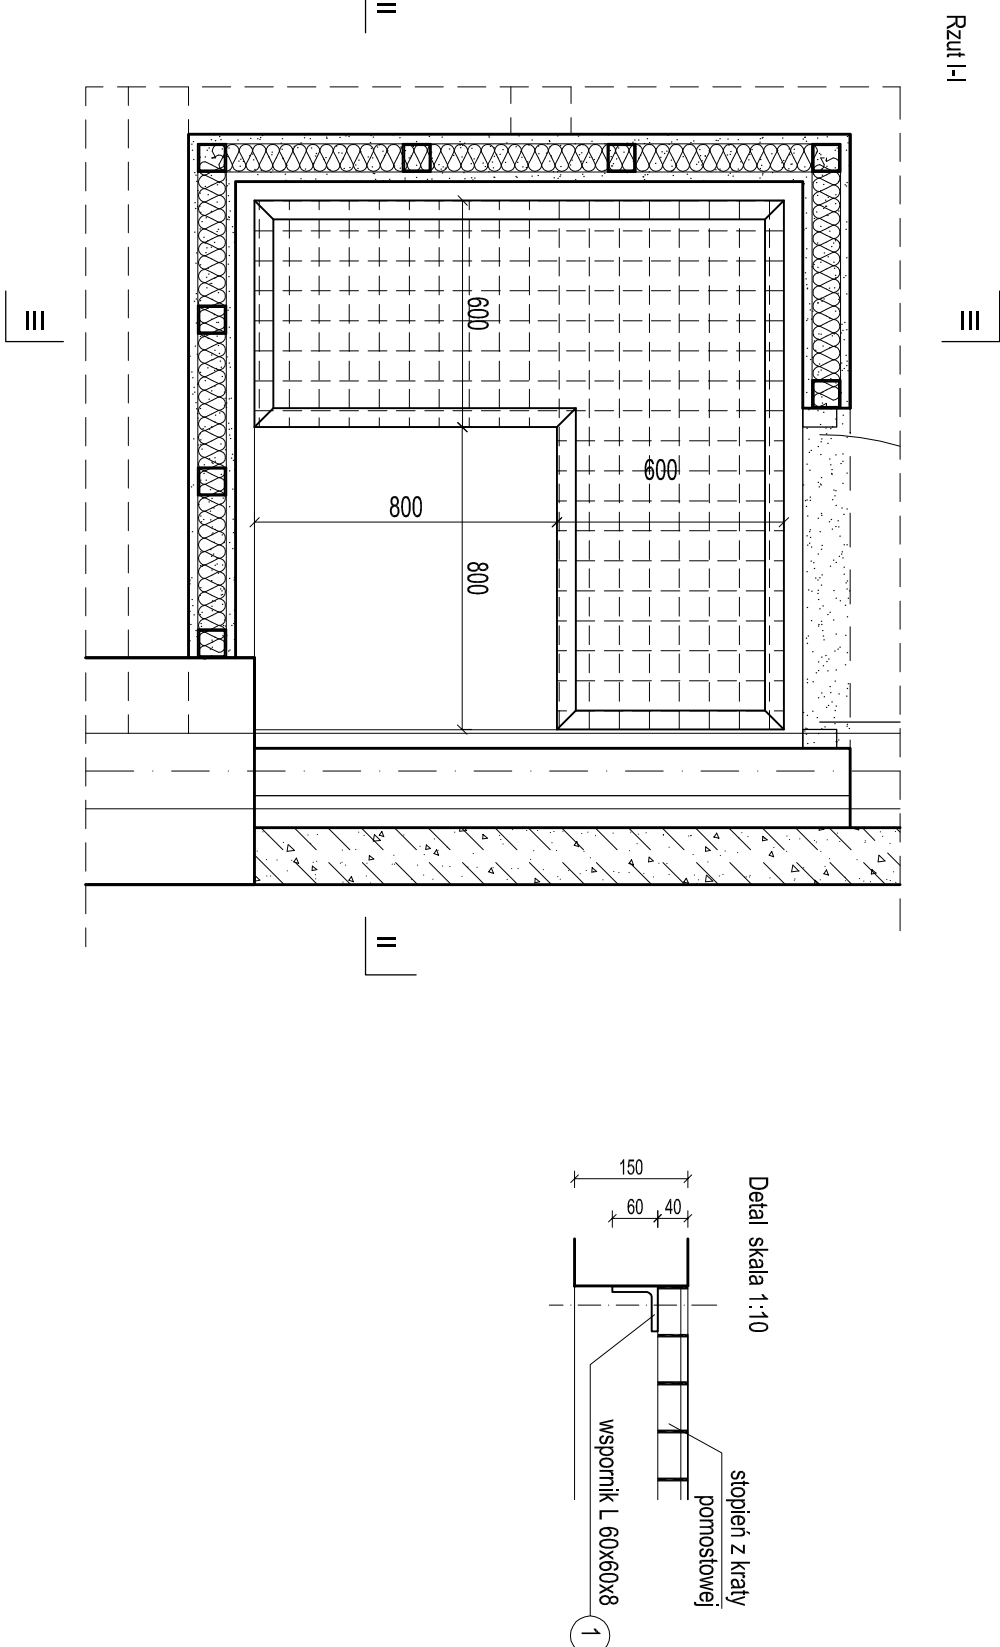 Rzut I-I
II
III
III
600
600
800
800
II
Detal skala 1:10
150
60
40
wspornik L 60x60x8
stopień z kraty
pomostowej
1